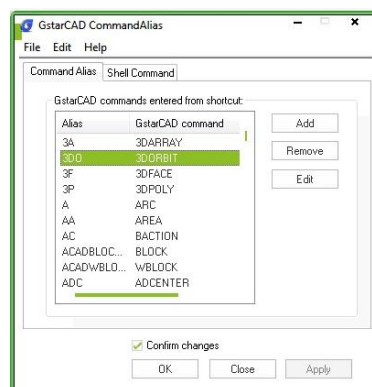 GstarCAD CommandAlias
File Edit Help
Command Alias Shell Command
GstarCAD commands entered from shortcut:
Alias GstarCAD command
3A 3DARRAY
3DO 3DORBIT
3F 3DFACE
3P 3DPOLY
A ARC
AA AREA
AC BACTION
ACADBLOC... BLOCK
ACADWBLO... WBLOCK
ADC ADCENTER
Add
Remove
Edit
Confirm changes
OK Close Apply